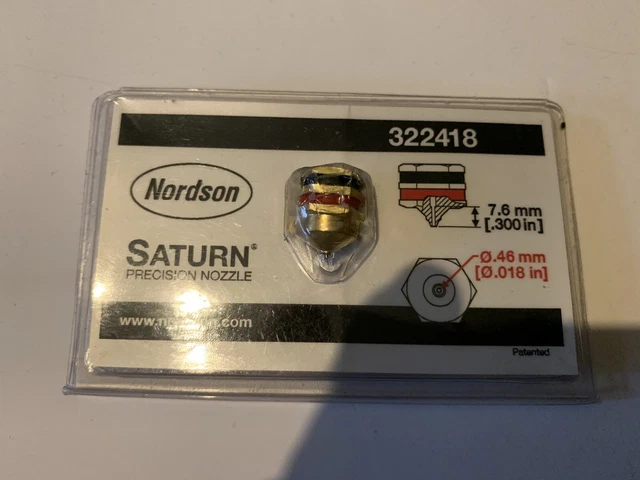 322418
Nordson
SATURN®
PRECISION NOZZLE
7.6 mm
[.300 in]
Ø.46 mm
[Ø.018 in]
Patented